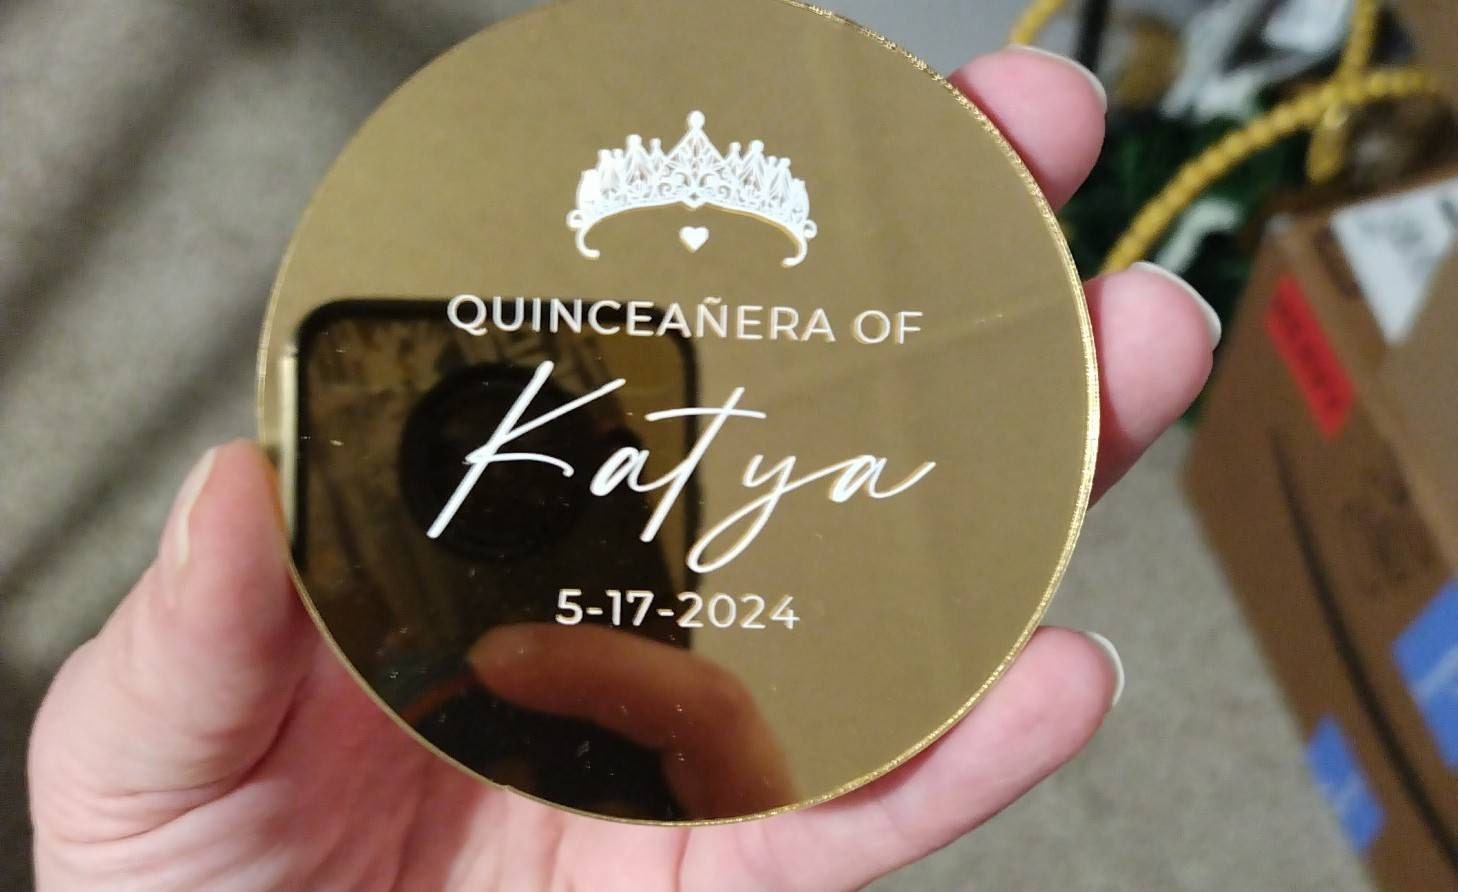 QUINCEAÑERA OF
Katya
5-17-2024